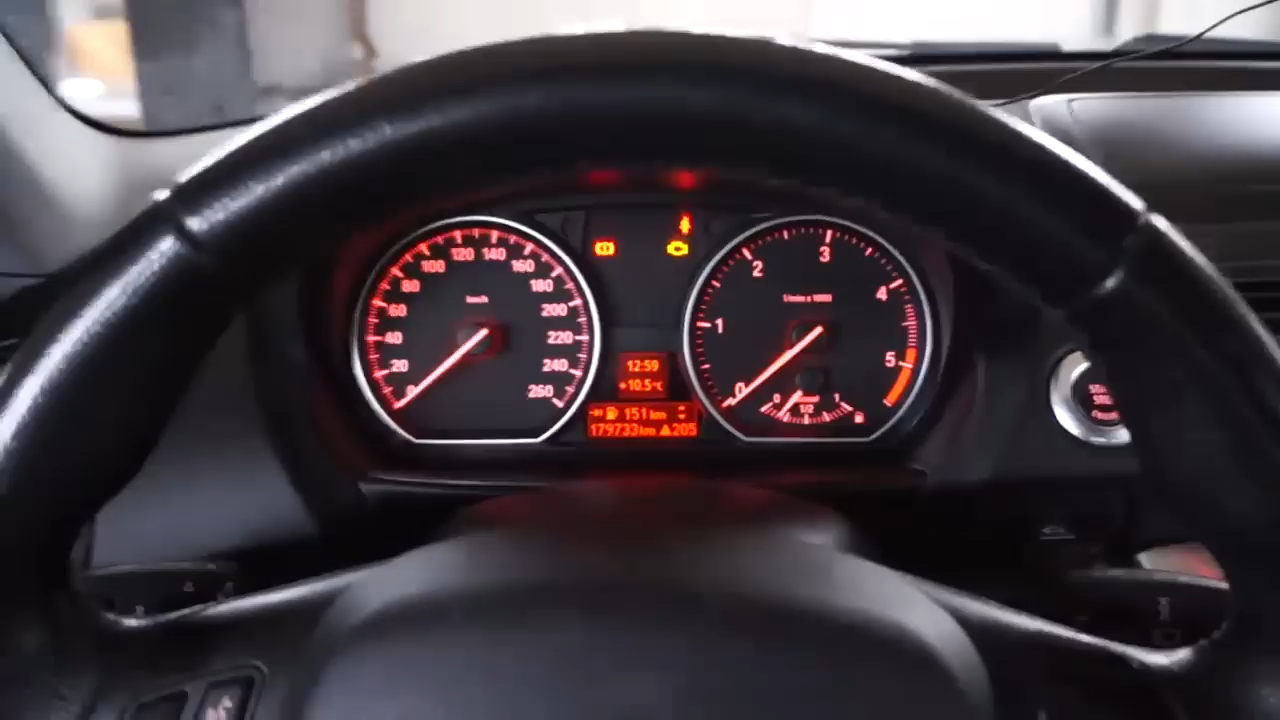 0 20 40 60 80 100 120 140 160 180 200 220 240 260
km/h
12:59
+10.5°C
151 km
179733 km ▲205
0 1 2 3 4 5
1/min x 1000
0 1/2 1